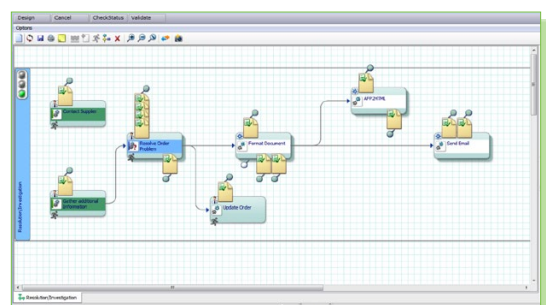 Design Cancel CheckStatus Validate
Options
Contact Supplier
APP2HTML
Resolve Order
Problem
Format Document
Send Email
Gather additional
Information
Update Order
Resolution/Investigation
Resolution/Investigation